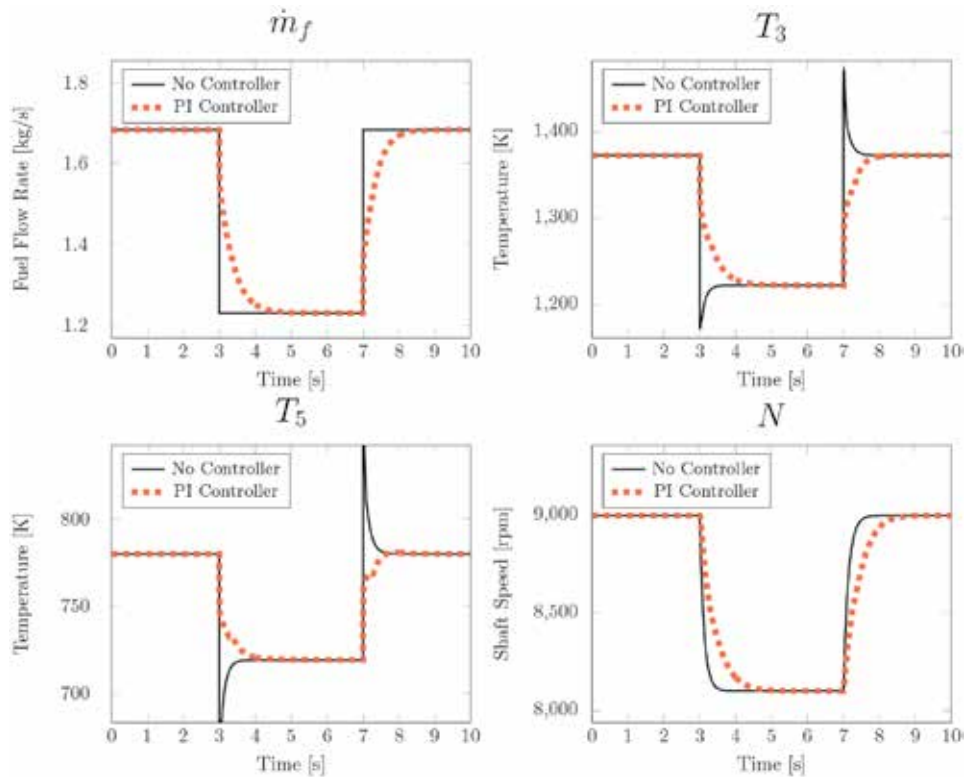 ṁ_f
T_3
1.8
1.6
1.4
1.2
Fuel Flow Rate [kg/s]
No Controller
PI Controller
0 1 2 3 4 5 6 7 8 9 10
Time [s]
1,400
1,300
1,200
Temperature [K]
No Controller
PI Controller
0 1 2 3 4 5 6 7 8 9 10
Time [s]
T_5
N
800
750
700
Temperature [K]
No Controller
PI Controller
0 1 2 3 4 5 6 7 8 9 10
Time [s]
9,000
8,500
8,000
Shaft Speed [rpm]
No Controller
PI Controller
0 1 2 3 4 5 6 7 8 9 10
Time [s]